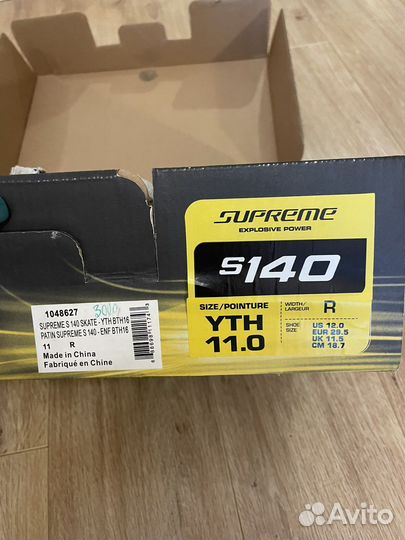 SUPREME
EXPLOSIVE POWER
S140
SIZE/POINTURE
YTH
11.0
WIDTH/
LARGEUR
R
SHOE
SIZE
US 12.0
EUR 29.5
UK 11.5
CM 18.7
1048627
SUPREME S 140 SKATE - YTH BTH16
PATIN SUPREME S 140 - ENF BTH16
11 R
Made in China
Fabriqué en Chine
Avito